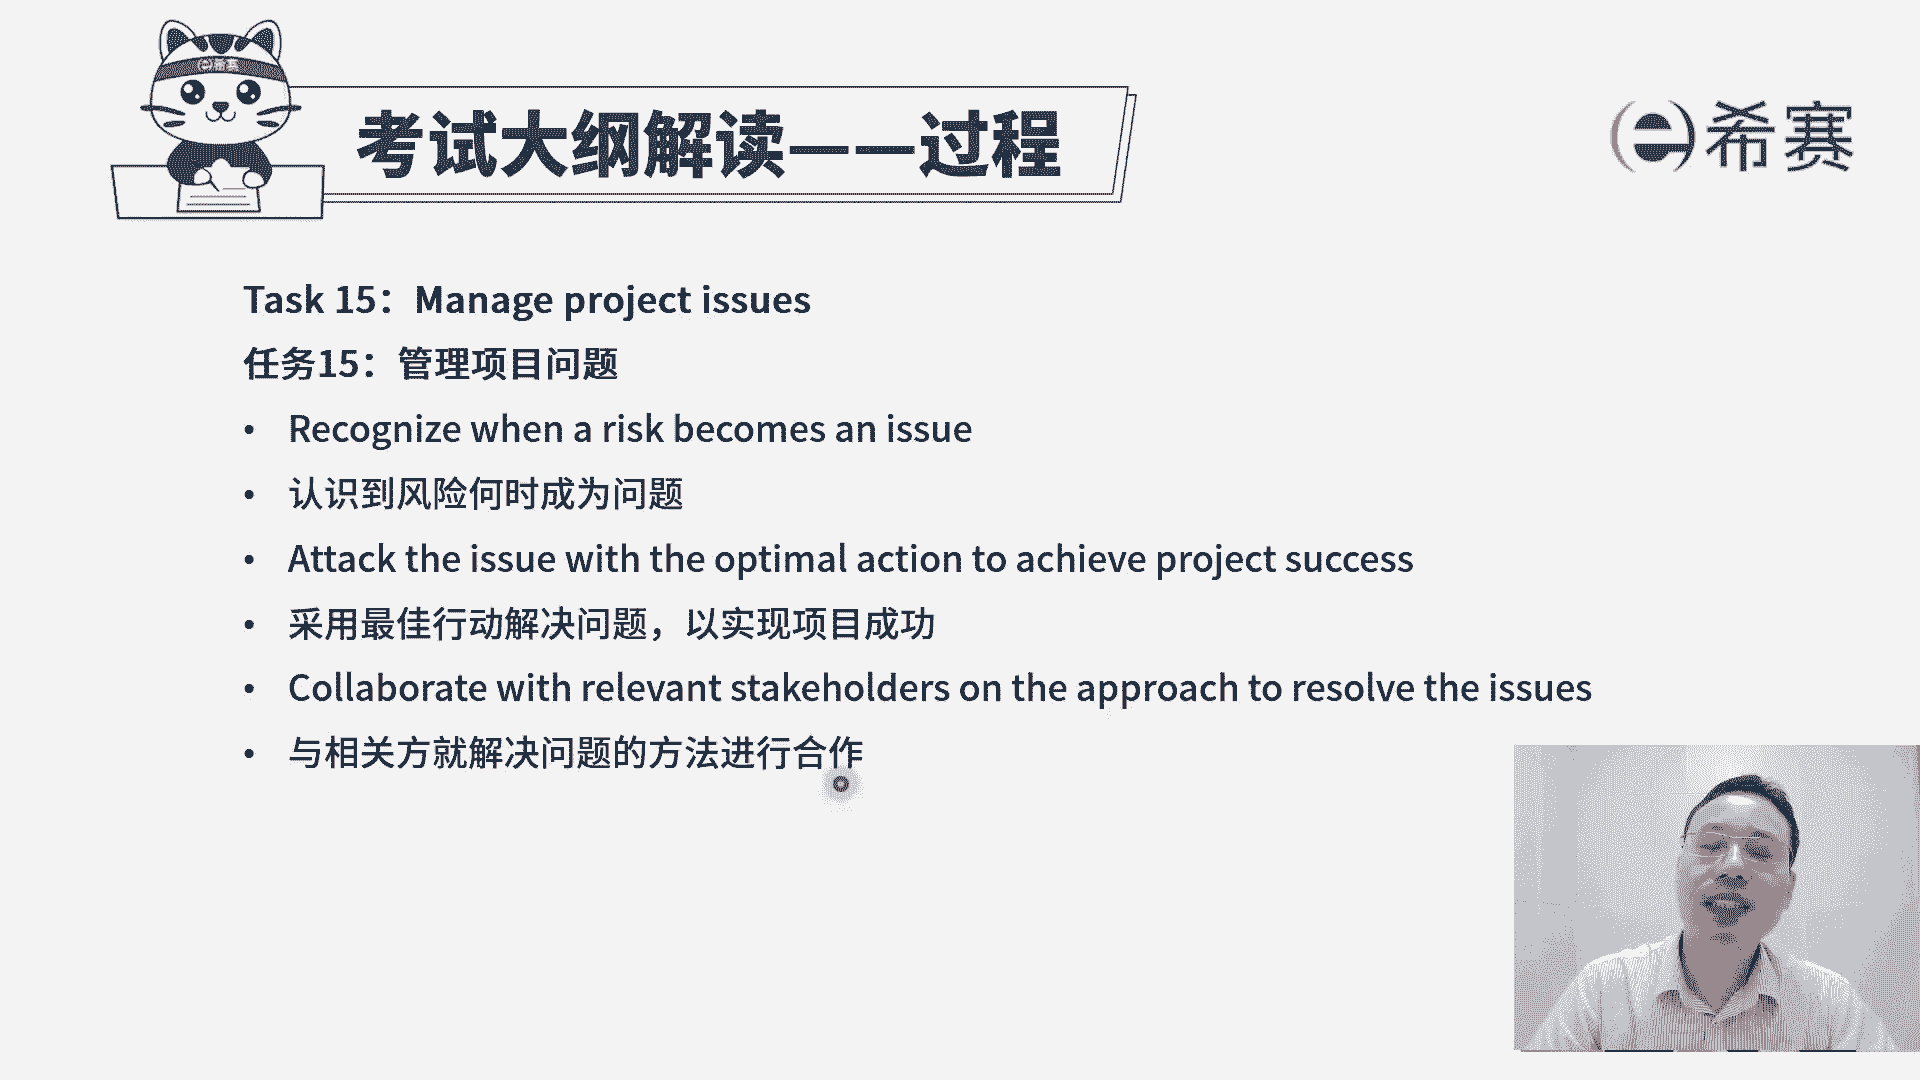 希赛
考试大纲解读——过程
希赛
Task 15：Manage project issues
任务15：管理项目问题
• Recognize when a risk becomes an issue
• 认识到风险何时成为问题
• Attack the issue with the optimal action to achieve project success
• 采用最佳行动解决问题，以实现项目成功
• Collaborate with relevant stakeholders on the approach to resolve the issues
• 与相关方就解决问题的方法进行合作